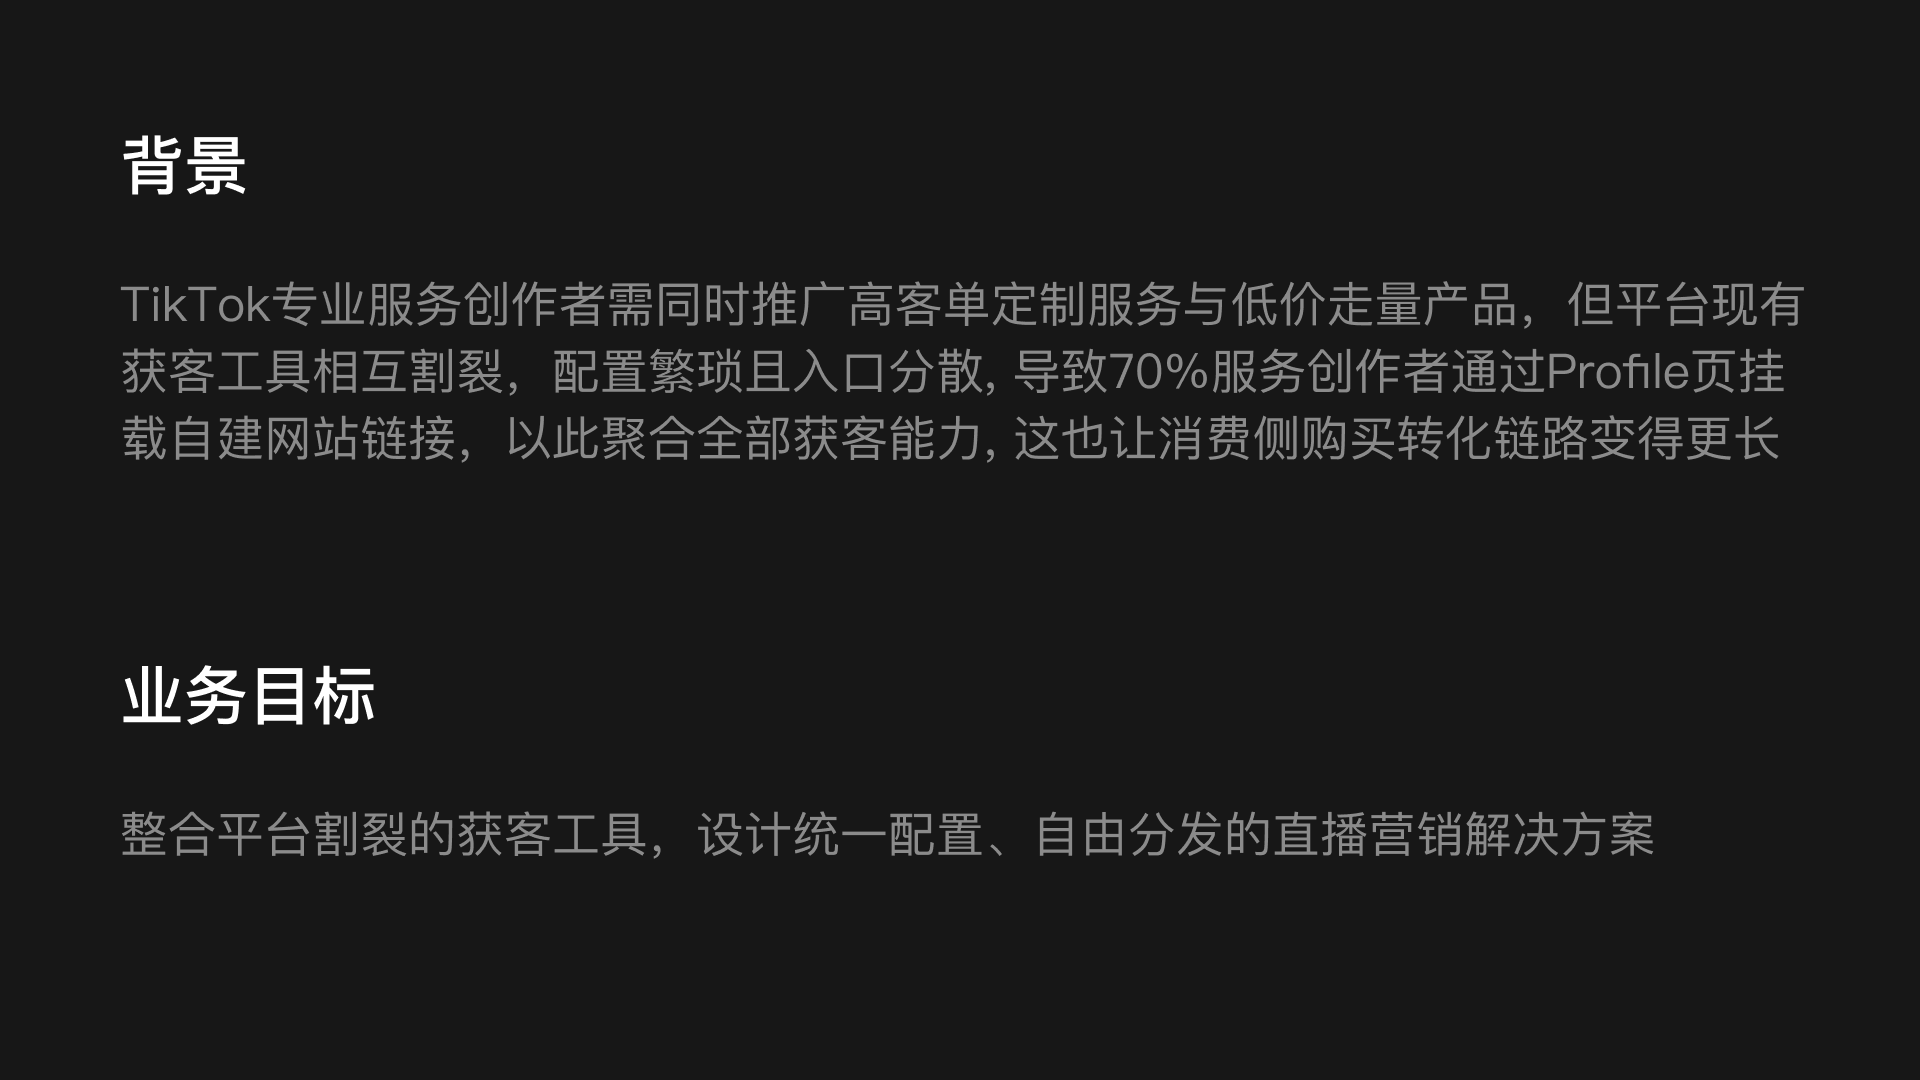 背景
TikTok专业服务创作者需同时推广高客单定制服务与低价走量产品，但平台现有
获客工具相互割裂，配置繁琐且入口分散, 导致70%服务创作者通过Profile页挂
载自建网站链接，以此聚合全部获客能力, 这也让消费侧购买转化链路变得更长
业务目标
整合平台割裂的获客工具，设计统一配置、自由分发的直播营销解决方案